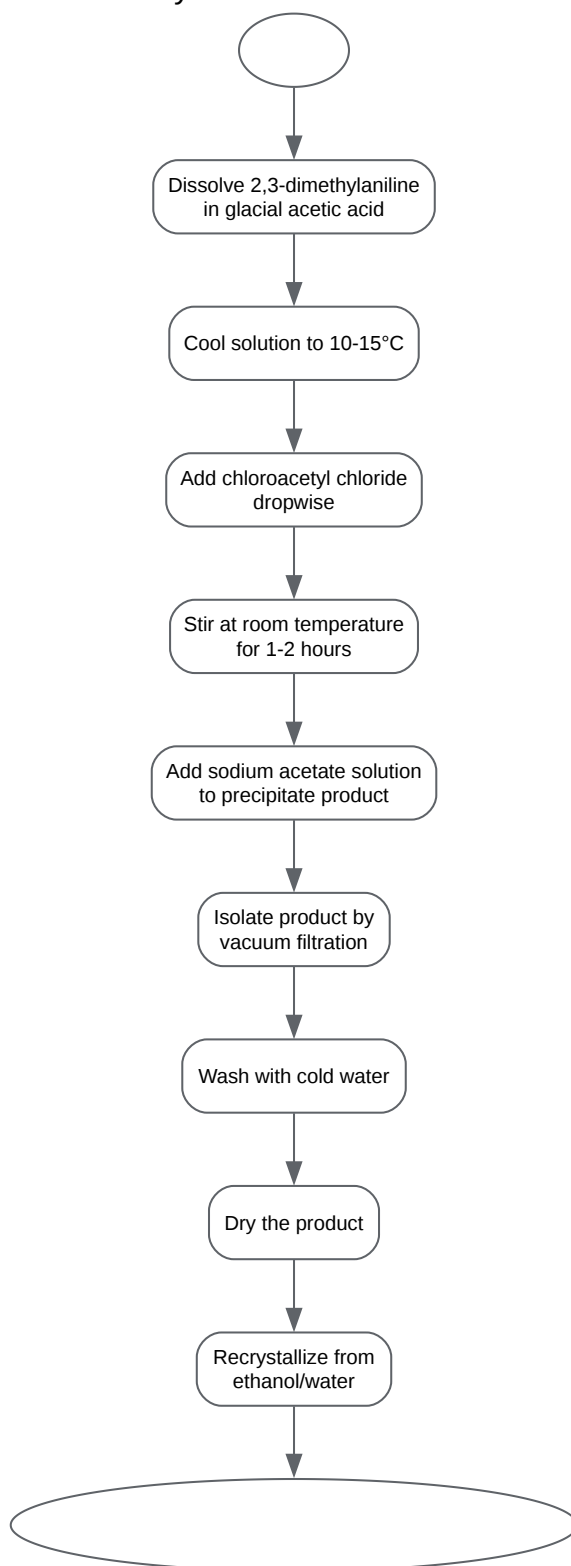 Dissolve 2,3-dimethylaniline
in glacial acetic acid
Cool solution to 10-15°C
Add chloroacetyl chloride
dropwise
Stir at room temperature
for 1-2 hours
Add sodium acetate solution
to precipitate product
Isolate product by
vacuum filtration
Wash with cold water
Dry the product
Recrystallize from
ethanol/water